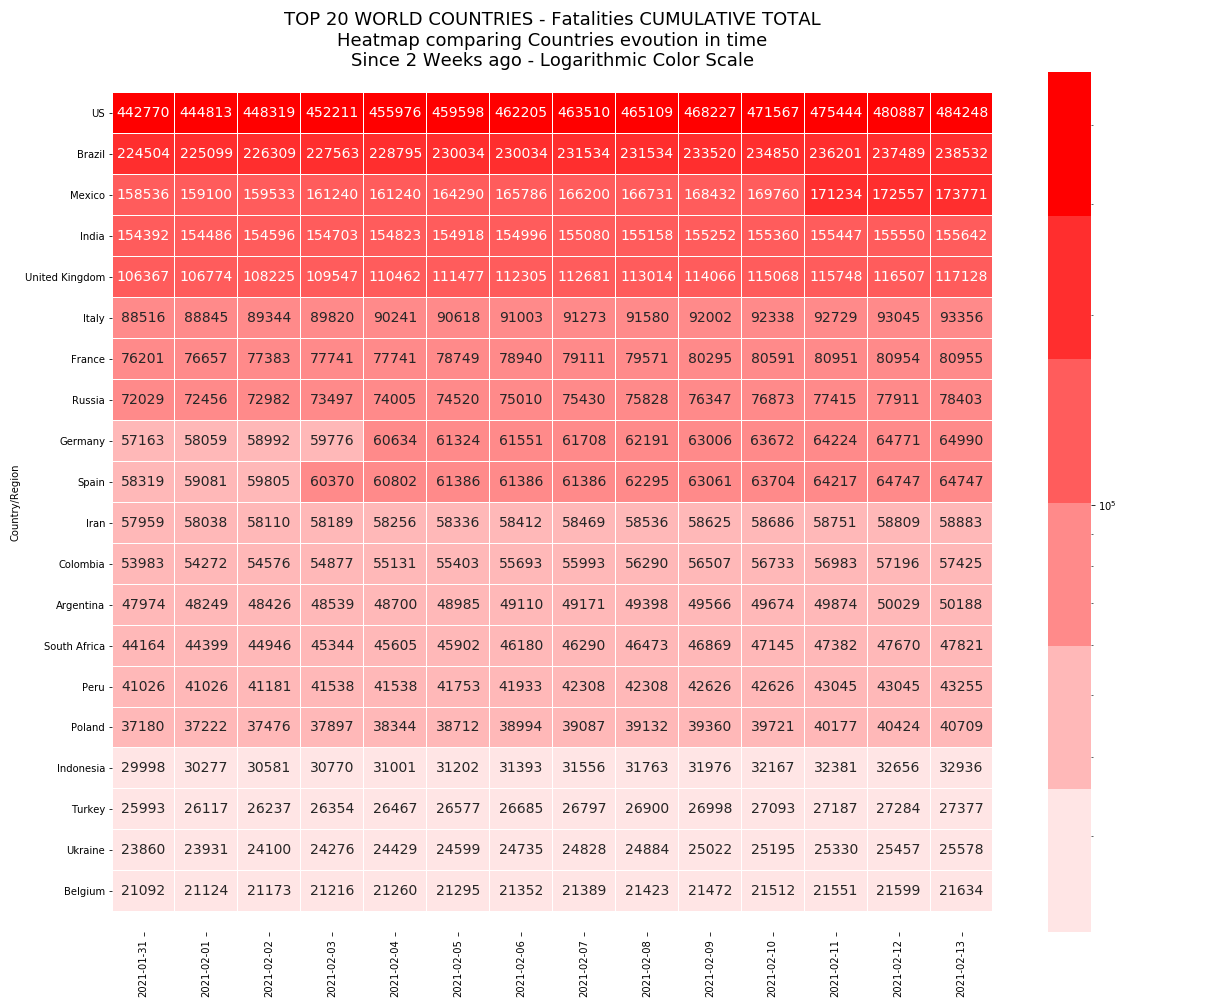 TOP 20 WORLD COUNTRIES - Fatalities CUMULATIVE TOTAL
Heatmap comparing Countries evoution in time
Since 2 Weeks ago - Logarithmic Color Scale
US 442770 444813 448319 452211 455976 459598 462205 463510 465109 468227 471567 475444 480887 484248
Brazil 224504 225099 226309 227563 228795 230034 230034 231534 231534 233520 234850 236201 237489 238532
Mexico 158536 159100 159533 161240 161240 164290 165786 166200 166731 168432 169760 171234 172557 173771
India 154392 154486 154596 154703 154823 154918 154996 155080 155158 155252 155360 155447 155550 155642
United Kingdom 106367 106774 108225 109547 110462 111477 112305 112681 113014 114066 115068 115748 116507 117128
Italy 88516 88845 89344 89820 90241 90618 91003 91273 91580 92002 92338 92729 93045 93356
France 76201 76657 77383 77741 77741 78749 78940 79111 79571 80295 80591 80951 80954 80955
Russia 72029 72456 72982 73497 74005 74520 75010 75430 75828 76347 76873 77415 77911 78403
Germany 57163 58059 58992 59776 60634 61324 61551 61708 62191 63006 63672 64224 64771 64990
Spain 58319 59081 59805 60370 60802 61386 61386 61386 62295 63061 63704 64217 64747 64747
Iran 57959 58038 58110 58189 58256 58336 58412 58469 58536 58625 58686 58751 58809 58883
Colombia 53983 54272 54576 54877 55131 55403 55693 55993 56290 56507 56733 56983 57196 57425
Argentina 47974 48249 48426 48539 48700 48985 49110 49171 49398 49566 49674 49874 50029 50188
South Africa 44164 44399 44946 45344 45605 45902 46180 46290 46473 46869 47145 47382 47670 47821
Peru 41026 41026 41181 41538 41538 41753 41933 42308 42308 42626 42626 43045 43045 43255
Poland 37180 37222 37476 37897 38344 38712 38994 39087 39132 39360 39721 40177 40424 40709
Indonesia 29998 30277 30581 30770 31001 31202 31393 31556 31763 31976 32167 32381 32656 32936
Turkey 25993 26117 26237 26354 26467 26577 26685 26797 26900 26998 27093 27187 27284 27377
Ukraine 23860 23931 24100 24276 24429 24599 24735 24828 24884 25022 25195 25330 25457 25578
Belgium 21092 21124 21173 21216 21260 21295 21352 21389 21423 21472 21512 21551 21599 21634
2021-01-31 2021-02-01 2021-02-02 2021-02-03 2021-02-04 2021-02-05 2021-02-06 2021-02-07 2021-02-08 2021-02-09 2021-02-10 2021-02-11 2021-02-12 2021-02-13
Country/Region
10⁵